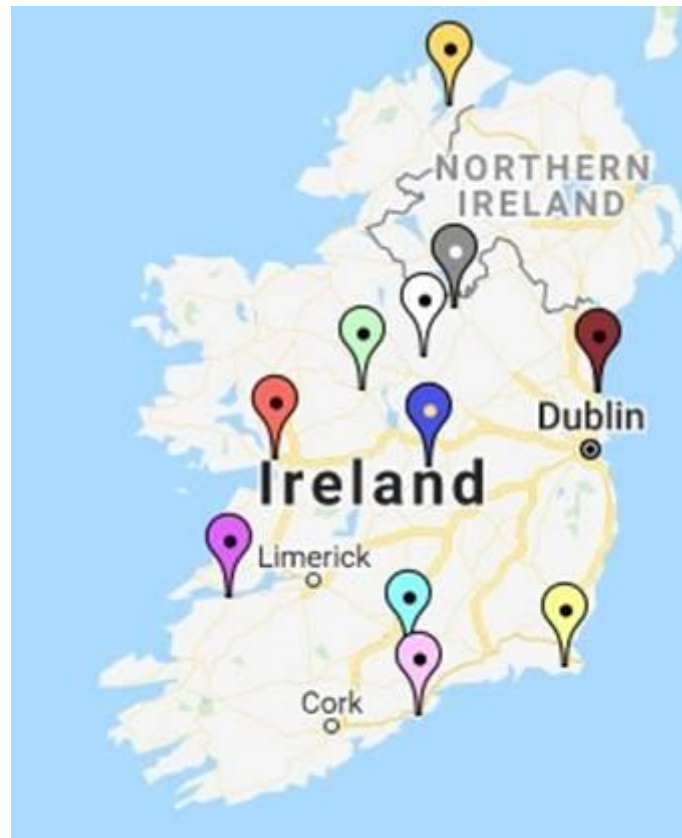 NORTHERN
IRELAND
Dublin
Ireland
Limerick
Cork